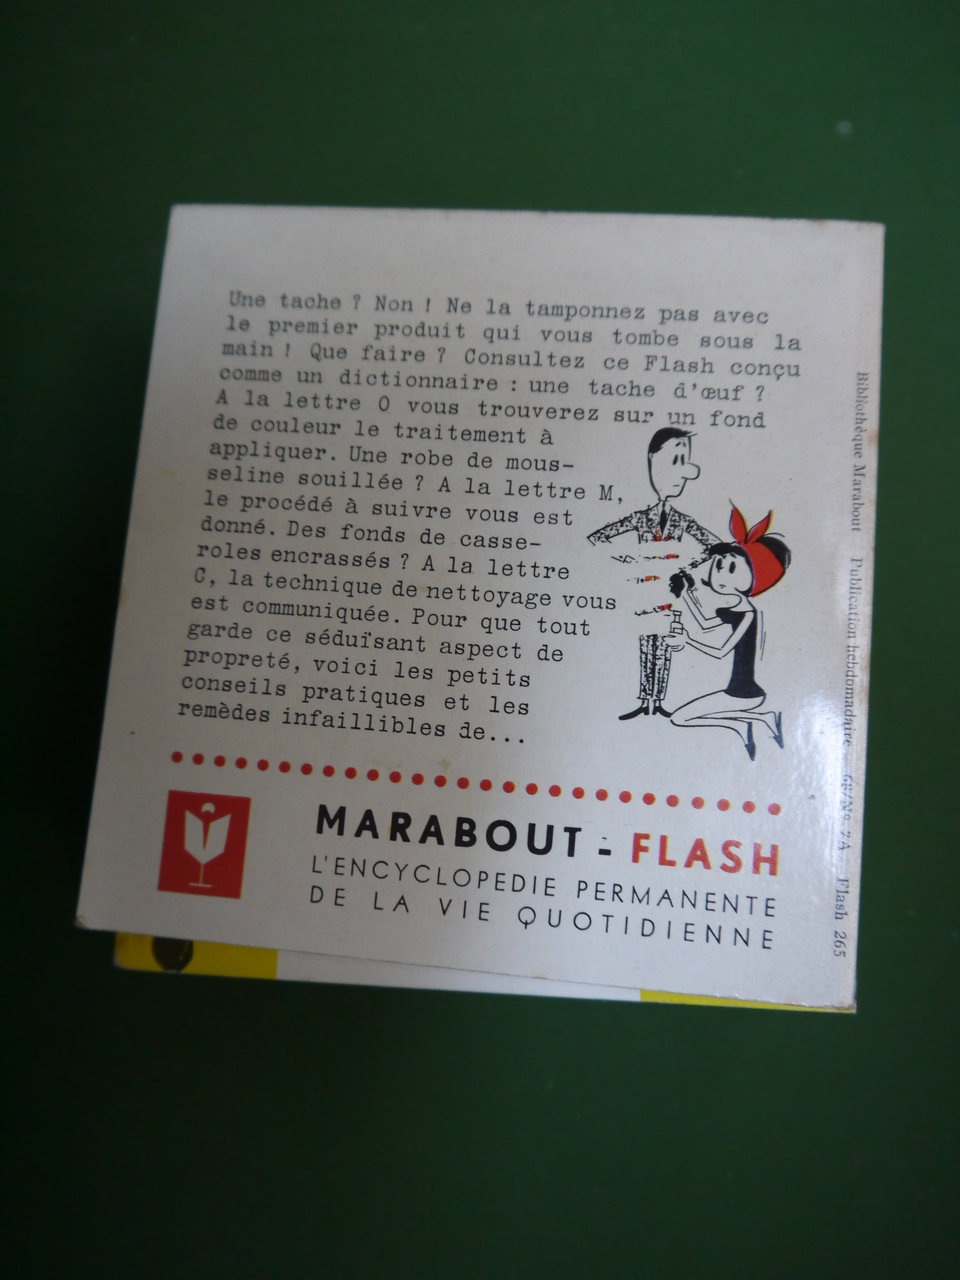 Une tache ? Non ! Ne la tamponnez pas avec
le premier produit qui vous tombe sous la
main ! Que faire ? Consultez ce Flash conçu
comme un dictionnaire : une tache d'œuf ?
A la lettre O vous trouverez sur un fond
de couleur le traitement à
appliquer. Une robe de mous-
seline souillée ? A la lettre M,
le procédé à suivre vous est
donné. Des fonds de casse-
roles encrassés ? A la lettre
C, la technique de nettoyage vous
est communiquée. Pour que tout
garde ce séduïsant aspect de
propreté, voici les petits
conseils pratiques et les
remèdes infaillibles de...
MARABOUT - FLASH
L'ENCYCLOPEDIE PERMANENTE
DE LA VIE QUOTIDIENNE
Bibliothèque Marabout Publication hebdomadaire 68/No 7A Flash 265